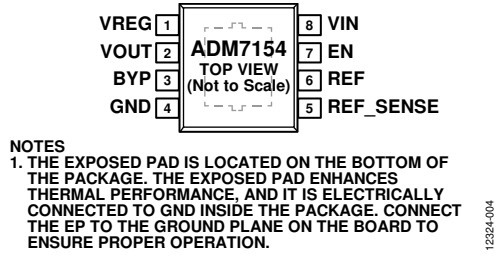 VREG 1
VOUT 2
BYP 3
GND 4
ADM7154
TOP VIEW
(Not to Scale)
8 VIN
7 EN
6 REF
5 REF_SENSE
NOTES
1. THE EXPOSED PAD IS LOCATED ON THE BOTTOM OF
THE PACKAGE. THE EXPOSED PAD ENHANCES
THERMAL PERFORMANCE, AND IT IS ELECTRICALLY
CONNECTED TO GND INSIDE THE PACKAGE. CONNECT
THE EP TO THE GROUND PLANE ON THE BOARD TO
ENSURE PROPER OPERATION.
12324-004